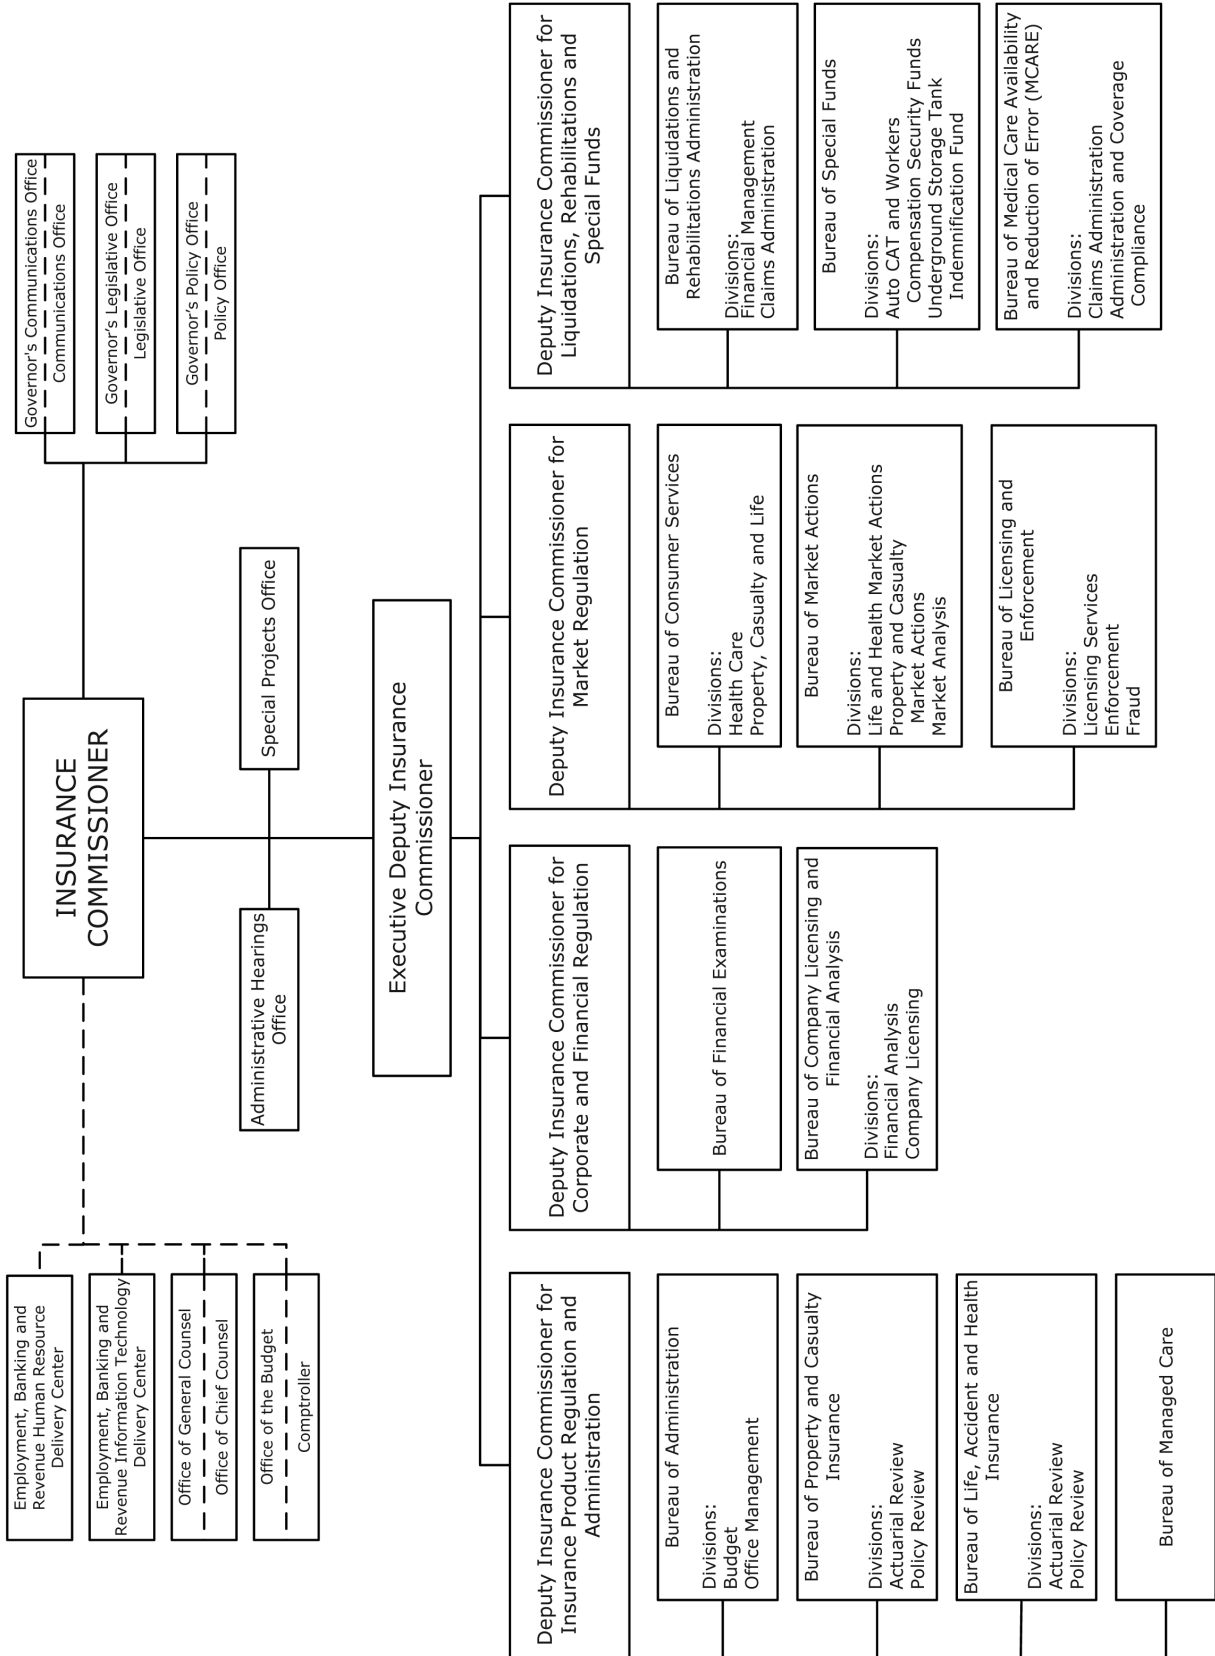 INSURANCE
COMMISSIONER
Employment, Banking and
Revenue Human Resource
Delivery Center
Employment, Banking and
Revenue Information Technology
Delivery Center
Office of General Counsel
Office of Chief Counsel
Office of the Budget
Comptroller
Governor's Communications Office
Communications Office
Governor's Legislative Office
Legislative Office
Governor's Policy Office
Policy Office
Administrative Hearings
Office
Special Projects Office
Executive Deputy Insurance
Commissioner
Deputy Insurance Commissioner for
Insurance Product Regulation and
Administration
Bureau of Administration
Divisions:
Budget
Office Management
Bureau of Property and Casualty
Insurance
Divisions:
Actuarial Review
Policy Review
Bureau of Life, Accident and Health
Insurance
Divisions:
Actuarial Review
Policy Review
Bureau of Managed Care
Deputy Insurance Commissioner for
Corporate and Financial Regulation
Bureau of Financial Examinations
Bureau of Company Licensing and
Financial Analysis
Divisions:
Financial Analysis
Company Licensing
Deputy Insurance Commissioner for
Market Regulation
Bureau of Consumer Services
Divisions:
Health Care
Property, Casualty and Life
Bureau of Market Actions
Divisions:
Life and Health Market Actions
Property and Casualty
Market Actions
Market Analysis
Bureau of Licensing and
Enforcement
Divisions:
Licensing Services
Enforcement
Fraud
Deputy Insurance Commissioner for
Liquidations, Rehabilitations and
Special Funds
Bureau of Liquidations and
Rehabilitations Administration
Divisions:
Financial Management
Claims Administration
Bureau of Special Funds
Divisions:
Auto CAT and Workers
Compensation Security Funds
Underground Storage Tank
Indemnification Fund
Bureau of Medical Care Availability
and Reduction of Error (MCARE)
Divisions:
Claims Administration
Administration and Coverage
Compliance